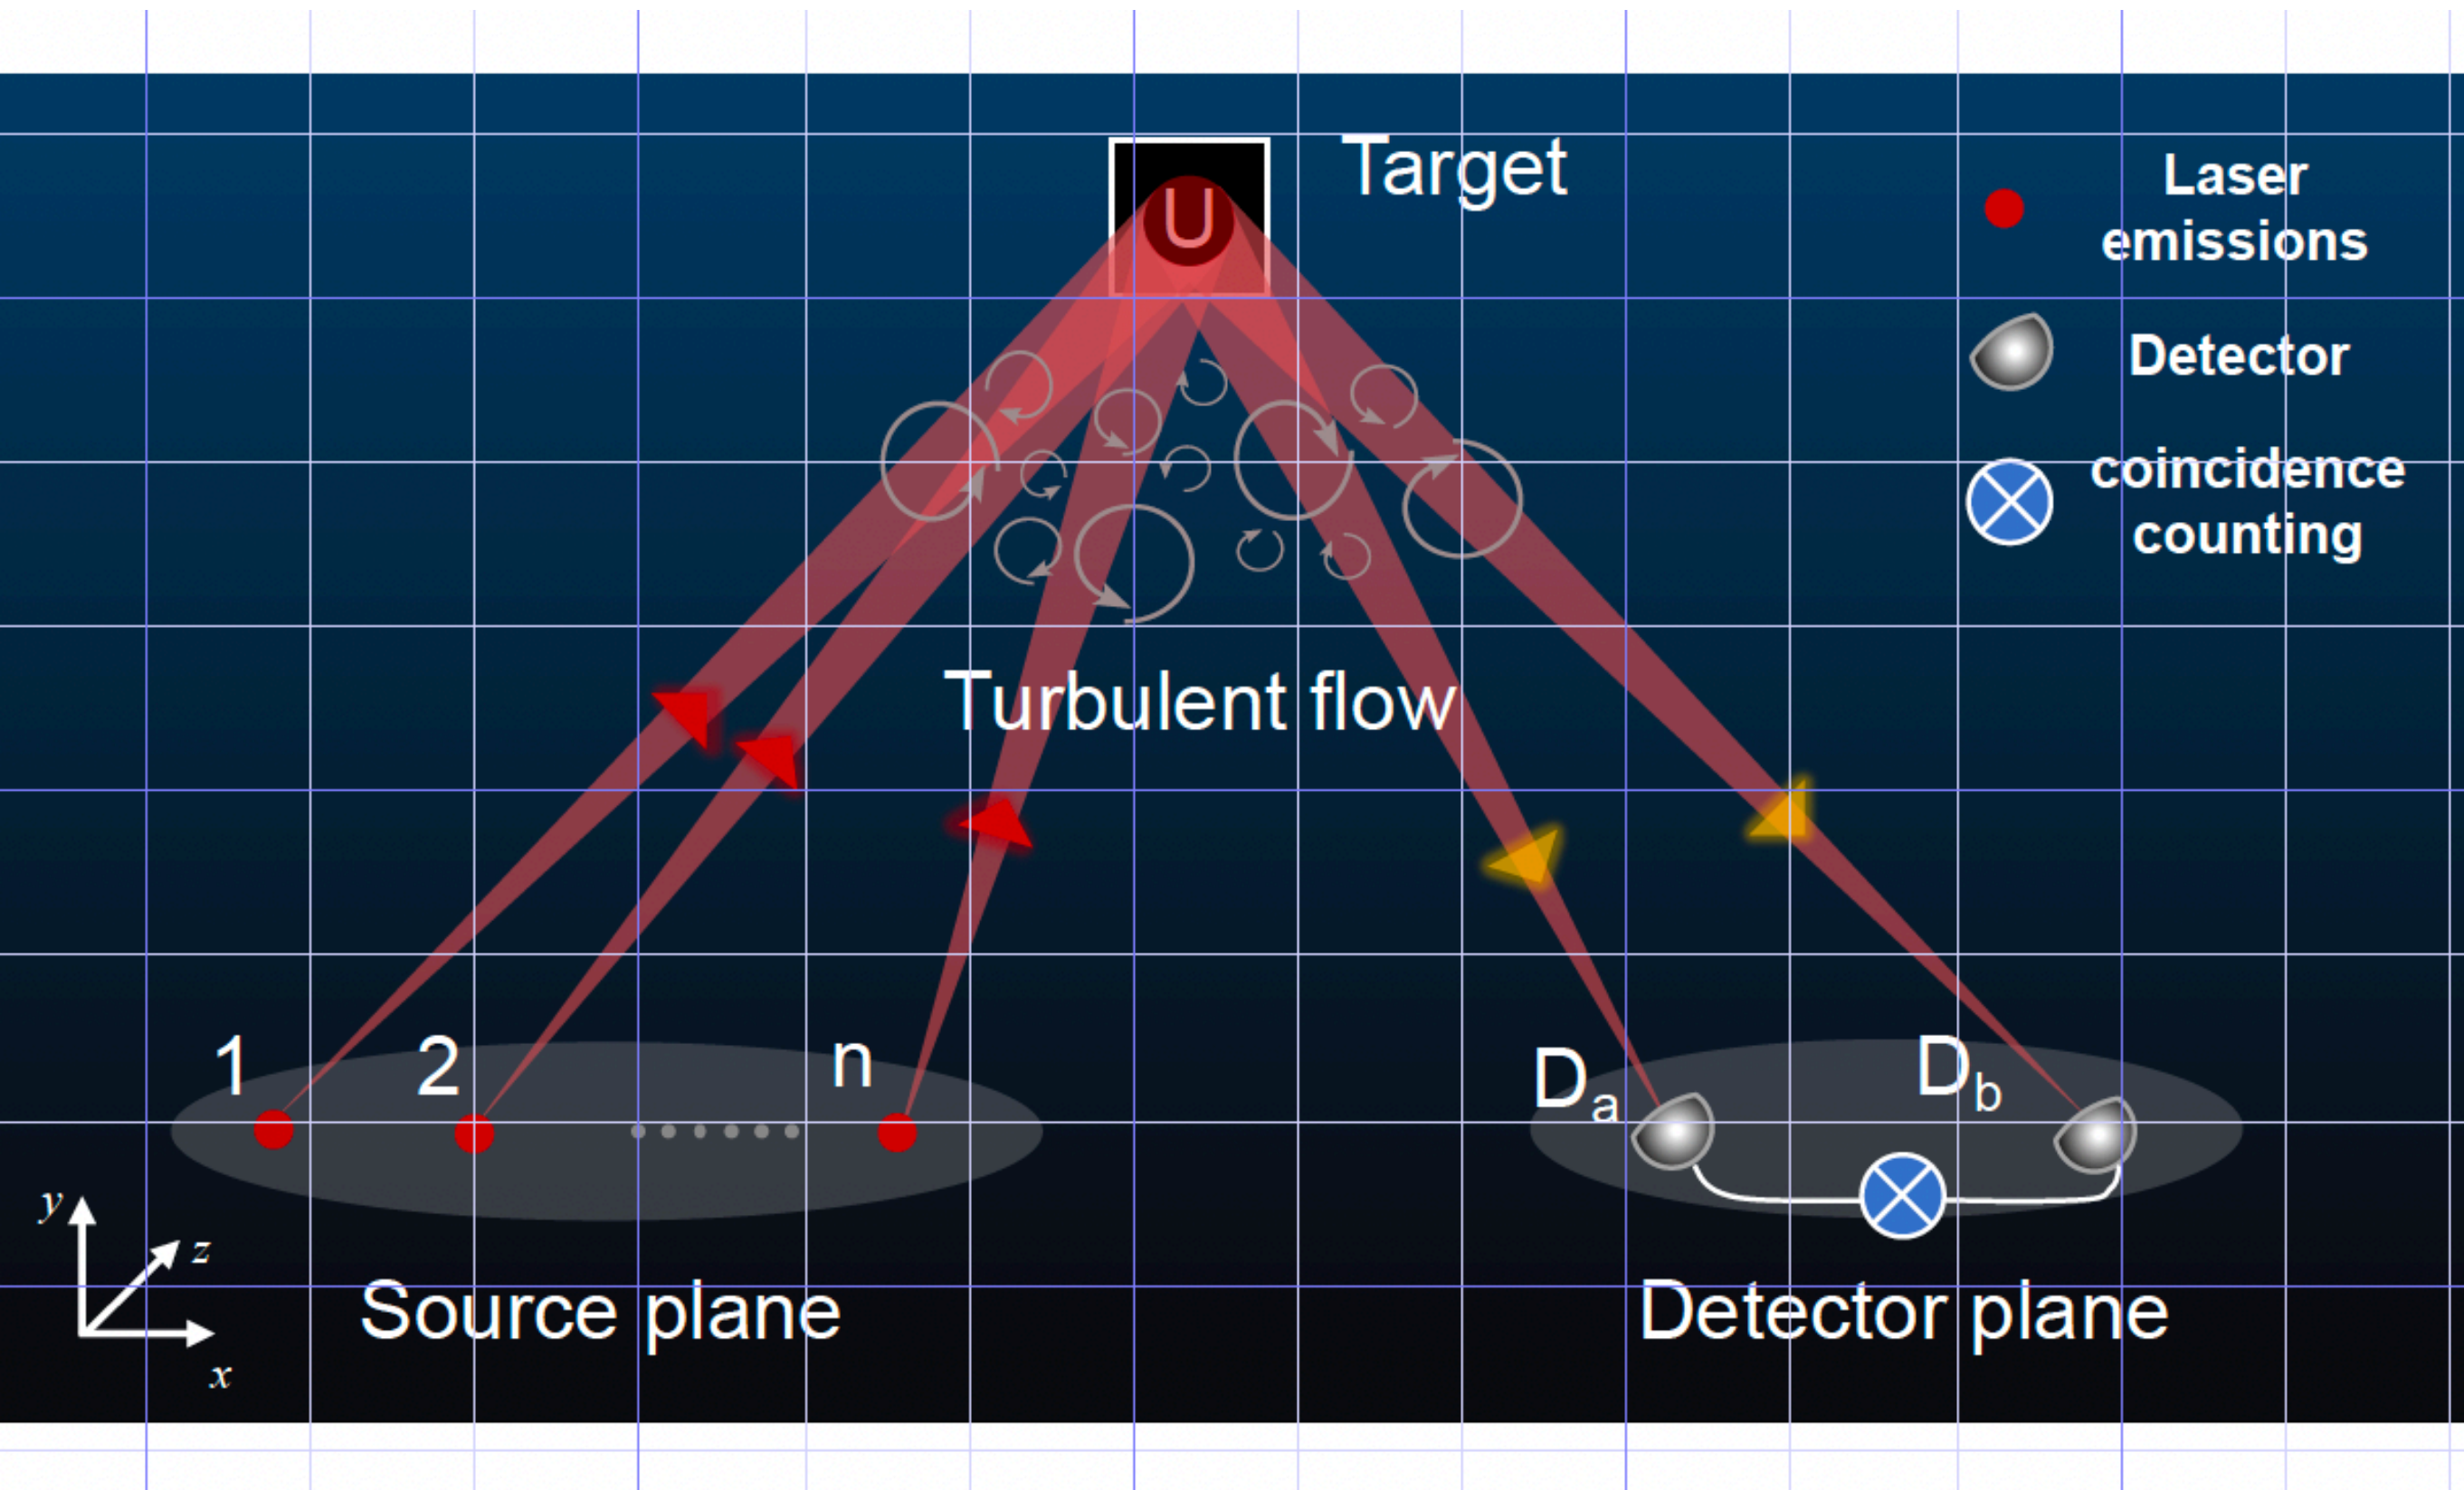 U
Target
Laser
emissions
Detector
coincidence
counting
Turbulent flow
1
2
n
Da
Db
y
z
x
Source plane
Detector plane